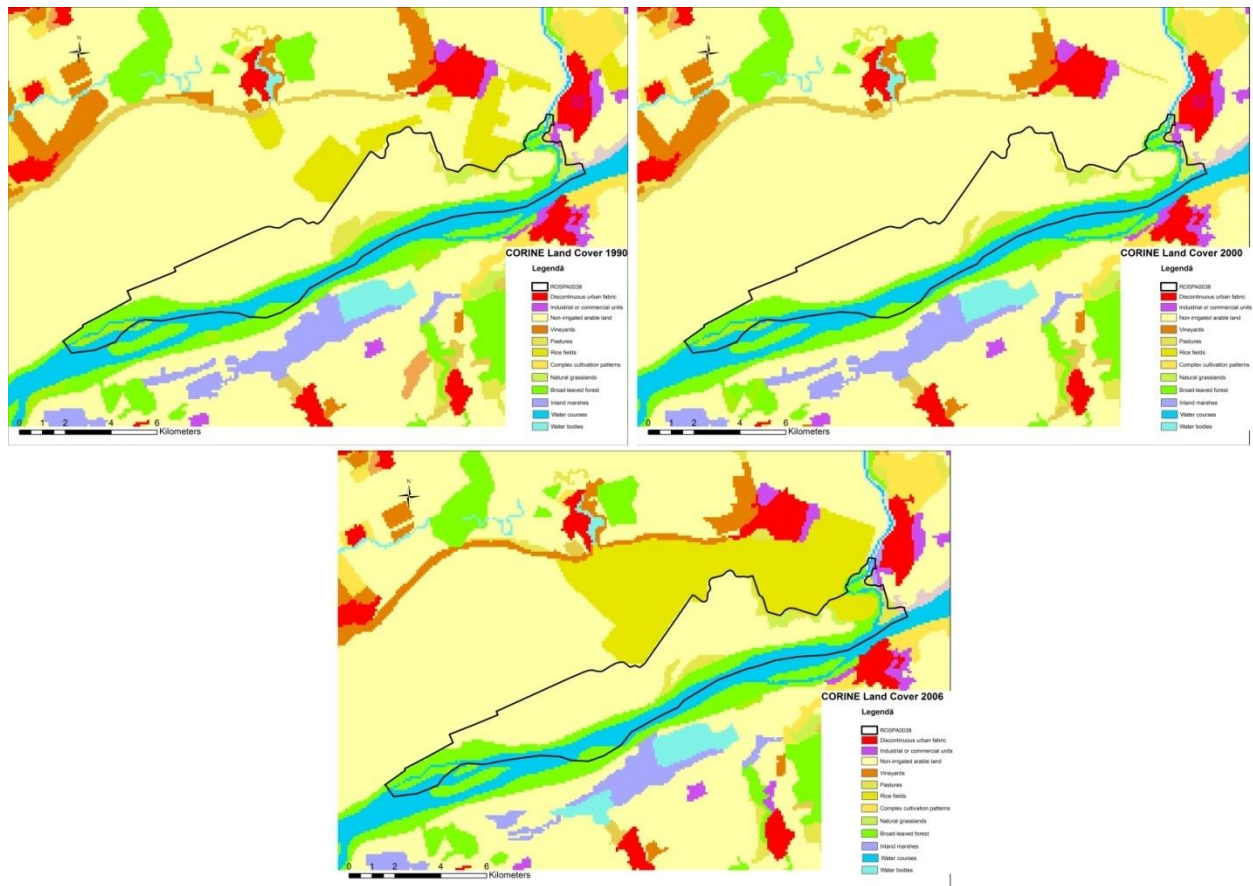 N
CORINE Land Cover 1990
Legendă
ROSPA0038
Discontinuous urban fabric
Industrial or commercial units
Non-irrigated arable land
Vineyards
Pastures
Rice fields
Complex cultivation patterns
Natural grasslands
Broad-leaved forest
Inland marshes
Water courses
Water bodies
0 1 2 4 6
Kilometers
N
CORINE Land Cover 2000
Legendă
ROSPA0038
Discontinuous urban fabric
Industrial or commercial units
Non-irrigated arable land
Vineyards
Pastures
Rice fields
Complex cultivation patterns
Natural grasslands
Broad-leaved forest
Inland marshes
Water courses
Water bodies
0 1 2 4 6
Kilometers
N
CORINE Land Cover 2006
Legendă
ROSPA0038
Discontinuous urban fabric
Industrial or commercial units
Non-irrigated arable land
Vineyards
Pastures
Rice fields
Complex cultivation patterns
Natural grasslands
Broad-leaved forest
Inland marshes
Water courses
Water bodies
0 1 2 4 6
Kilometers